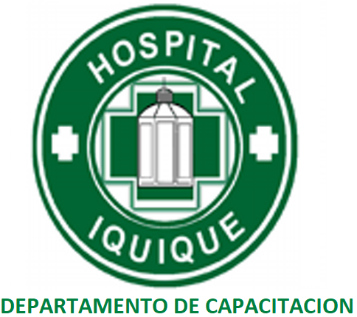 HOSPITAL
IQUIQUE
DEPARTAMENTO DE CAPACITACION